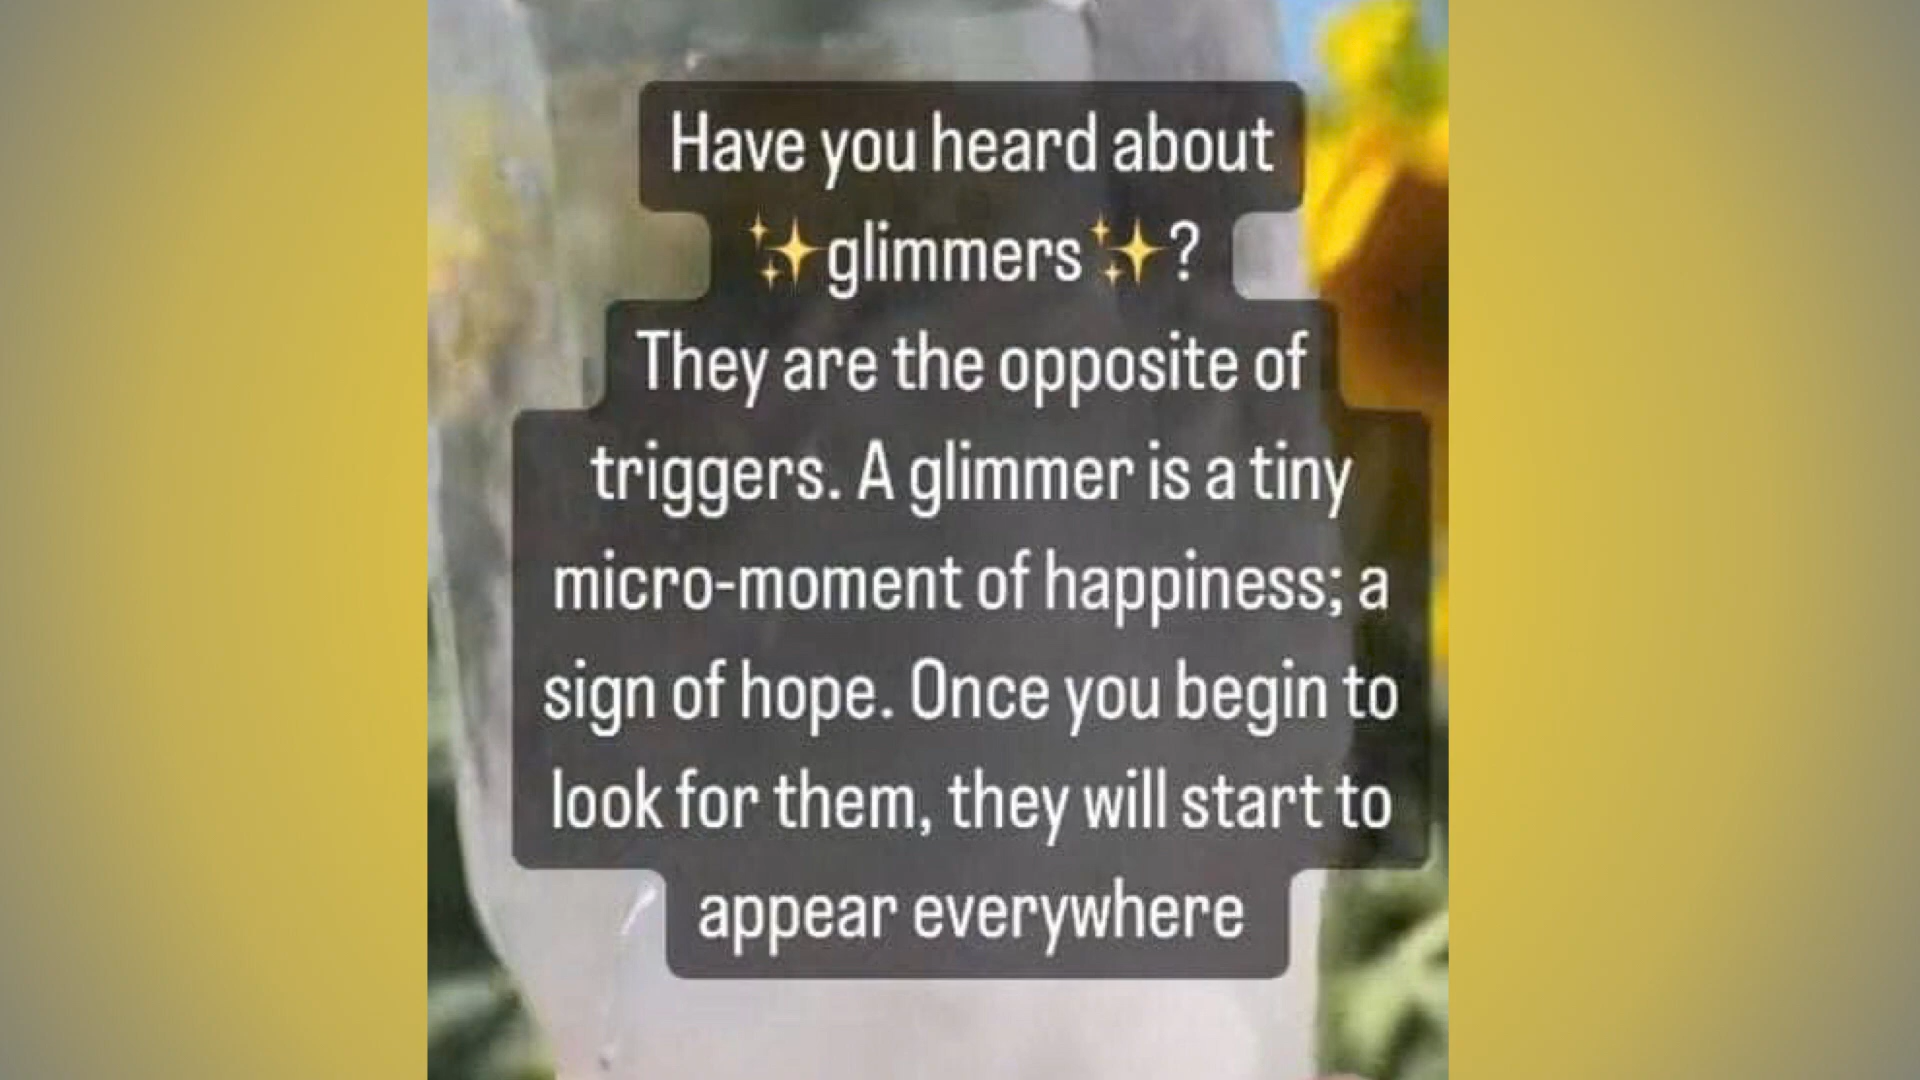 Have you heard about
✨glimmers✨?
They are the opposite of
triggers. A glimmer is a tiny
micro-moment of happiness; a
sign of hope. Once you begin to
look for them, they will start to
appear everywhere